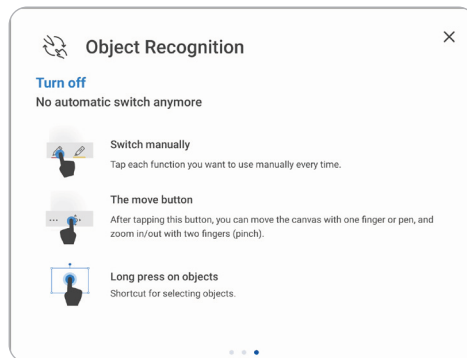 Object Recognition
Turn off
No automatic switch anymore
Switch manually
Tap each function you want to use manually every time.
The move button
After tapping this button, you can move the canvas with one finger or pen, and
zoom in/out with two fingers (pinch).
Long press on objects
Shortcut for selecting objects.